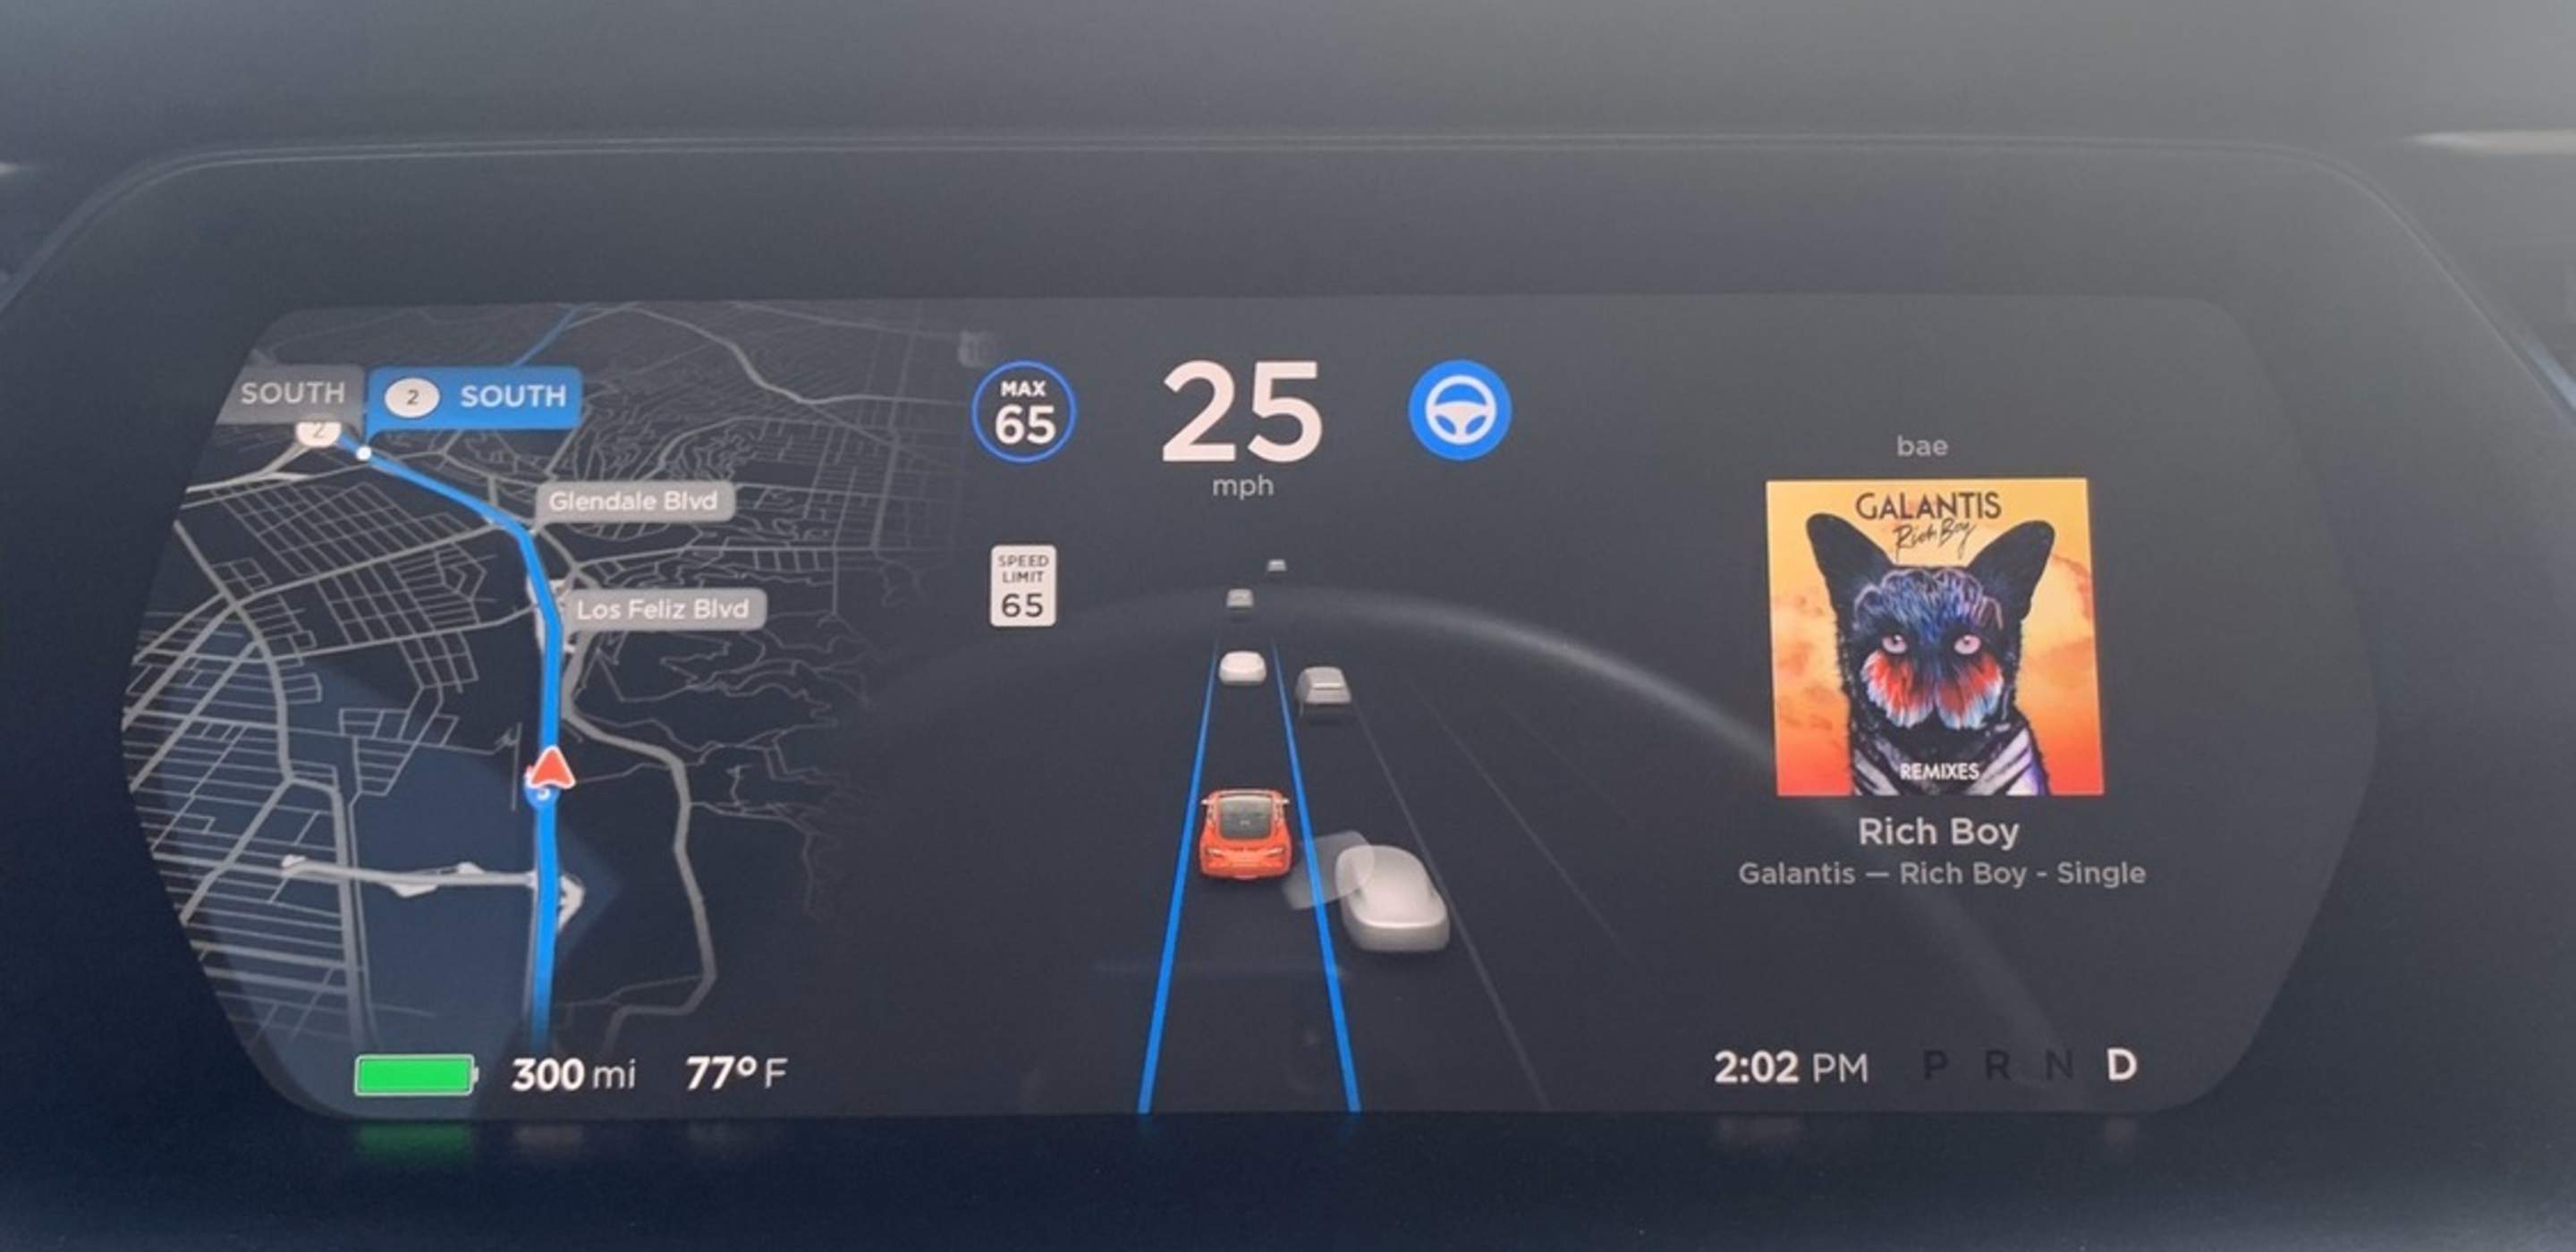 SOUTH
2 SOUTH
2
Glendale Blvd
Los Feliz Blvd
5
300 mi 77° F
MAX
65
25
mph
SPEED
LIMIT
65
bae
GALANTIS
Rich Boy
REMIXES
Rich Boy
Galantis — Rich Boy - Single
2:02 PM P R N D